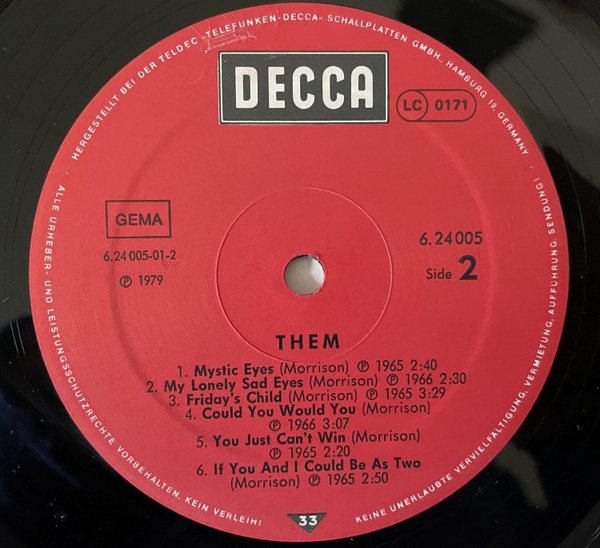 HERGESTELLT BEI DER TELDEC »TELEFUNKEN-DECCA« SCHALLPLATTEN GMBH, HAMBURG 19, GERMANY
DECCA
LC 0171
GEMA
6.24 005-01-2
℗ 1979
6.24005
Side 2
THEM
1. Mystic Eyes (Morrison) ℗ 1965 2:40
2. My Lonely Sad Eyes (Morrison) ℗ 1966 2:30
3. Friday's Child (Morrison) ℗ 1965 3:29
4. Could You Would You (Morrison)
℗ 1966 3:07
5. You Just Can't Win (Morrison)
℗ 1965 2:20
6. If You And I Could Be As Two
(Morrison) ℗ 1965 2:50
33
ALLE URHEBER- UND LEISTUNGSSCHUTZRECHTE VORBEHALTEN. KEIN VERLEIH!
KEINE UNERLAUBTE VERVIELFÄLTIGUNG, VERMIETUNG, AUFFÜHRUNG, SENDUNG!